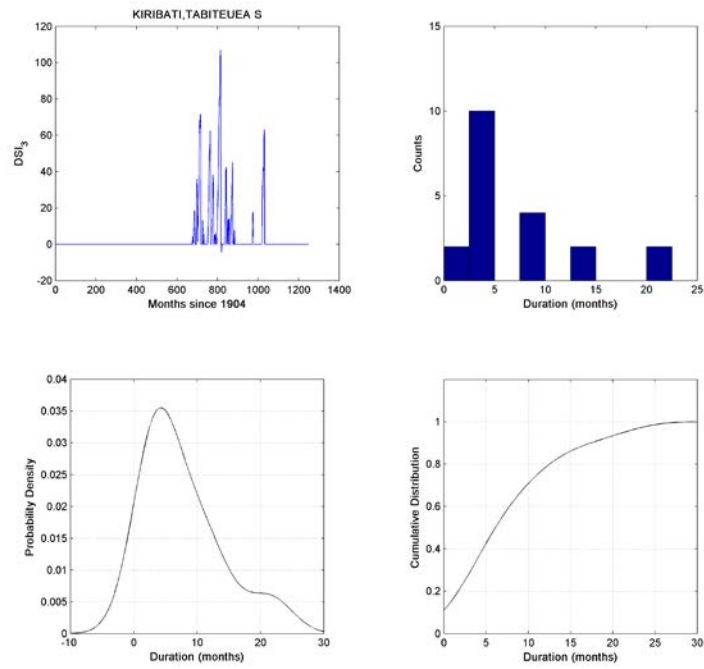 KIRIBATI,TABITEUEA S
120
100
80
60
40
20
0
-20
DSI3
0 200 400 600 800 1000 1200 1400
Months since 1904
15
10
5
0
Counts
0 5 10 15 20 25
Duration (months)
0.04
0.035
0.03
0.025
0.02
0.015
0.01
0.005
0
Probability Density
-10 0 10 20 30
Duration (months)
1
0.8
0.6
0.4
0.2
0
Cumulative Distribution
0 5 10 15 20 25 30
Duration (months)